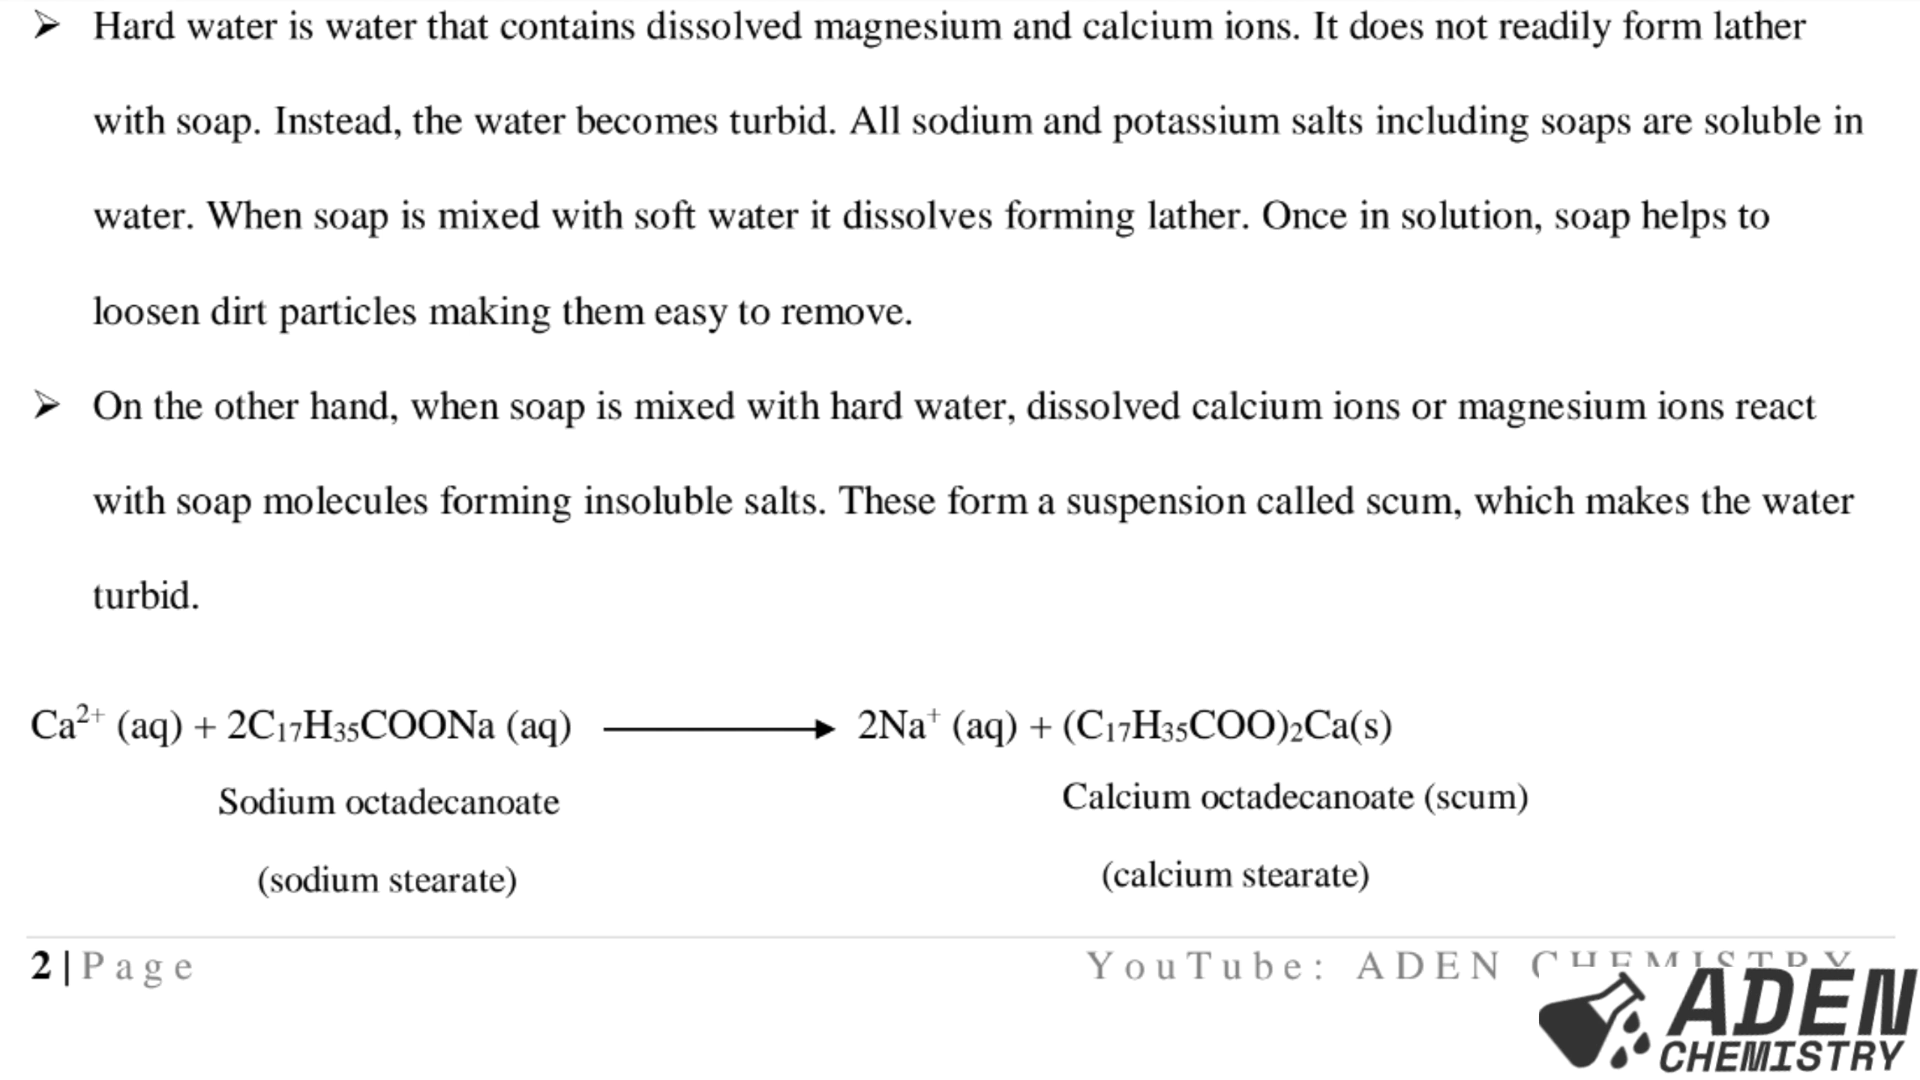 ➢ Hard water is water that contains dissolved magnesium and calcium ions. It does not readily form lather
with soap. Instead, the water becomes turbid. All sodium and potassium salts including soaps are soluble in
water. When soap is mixed with soft water it dissolves forming lather. Once in solution, soap helps to
loosen dirt particles making them easy to remove.
➢ On the other hand, when soap is mixed with hard water, dissolved calcium ions or magnesium ions react
with soap molecules forming insoluble salts. These form a suspension called scum, which makes the water
turbid.
Ca²⁺ (aq) + 2C₁₇H₃₅COONa (aq) ⟶ 2Na⁺ (aq) + (C₁₇H₃₅COO)₂Ca(s)
Sodium octadecanoate Calcium octadecanoate (scum)
(sodium stearate) (calcium stearate)
2 | Page YouTube: ADEN CHEMISTRY
ADEN
CHEMISTRY